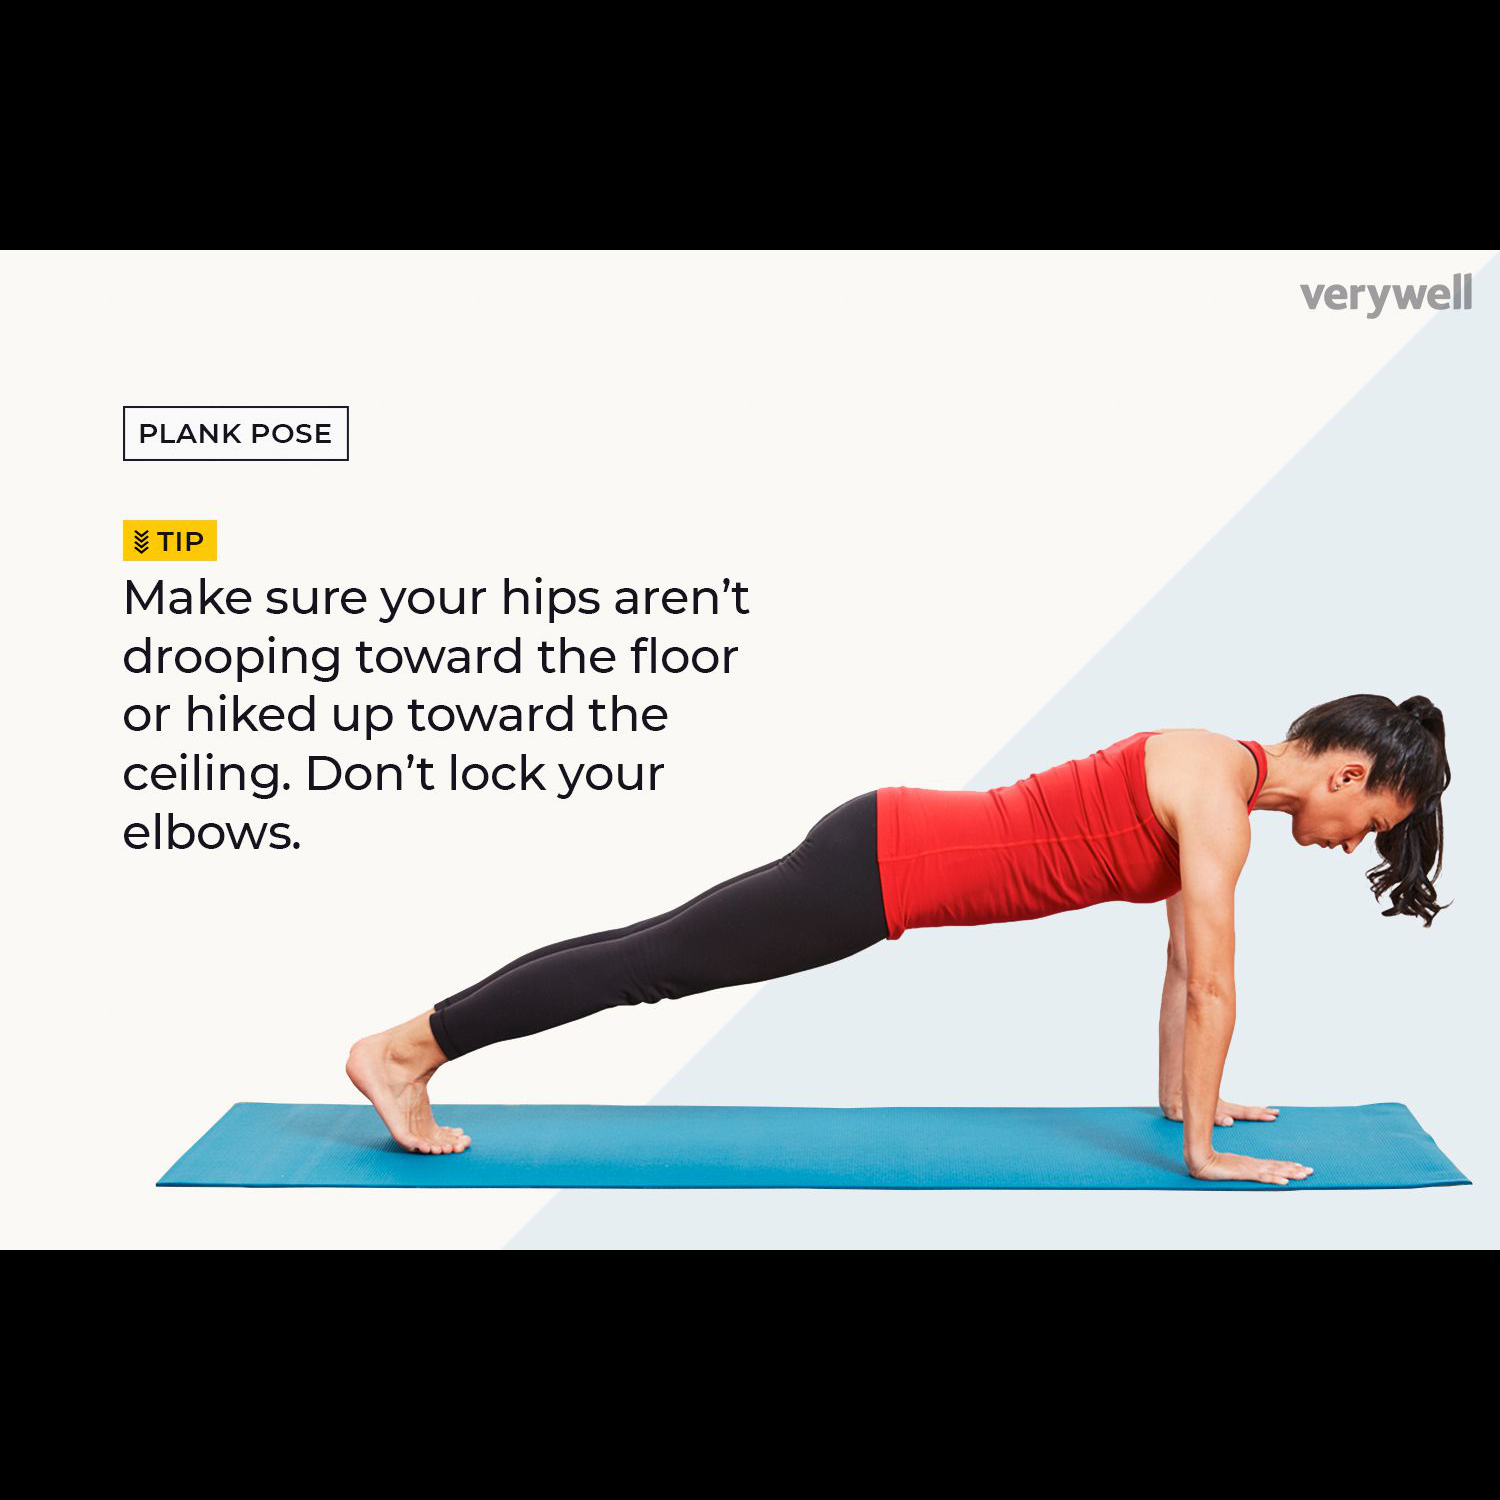 verywell
PLANK POSE
TIP
Make sure your hips aren’t
drooping toward the floor
or hiked up toward the
ceiling. Don’t lock your
elbows.